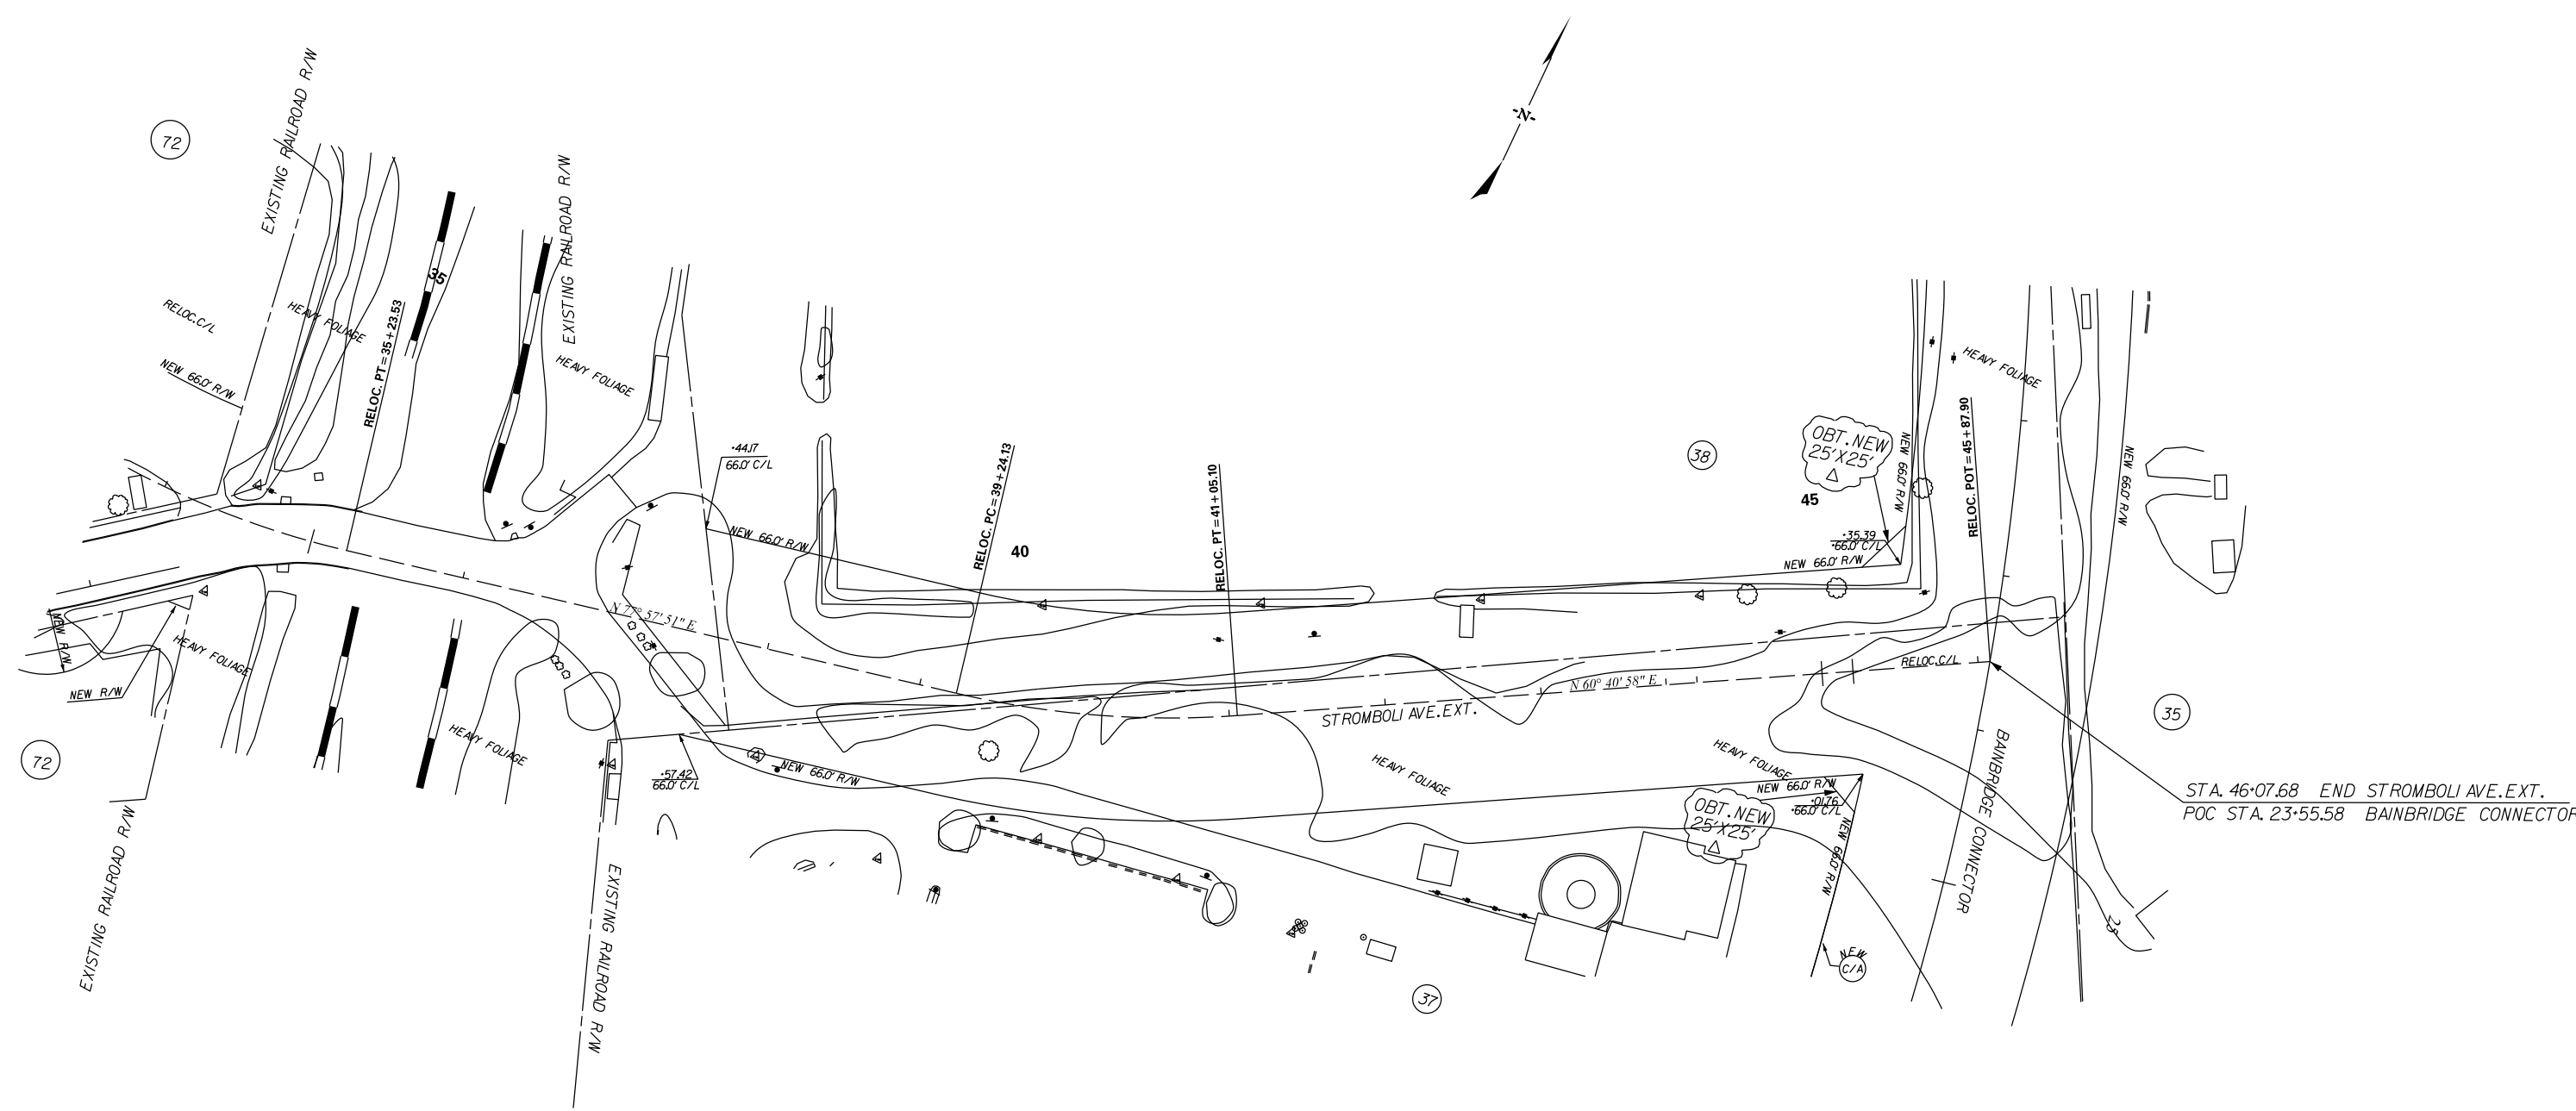 -N-
72
EXISTING RAILROAD R/W
EXISTING RAILROAD R/W
35
RELOC. C/L
HEAVY FOLIAGE
NEW 66.0' R/W
RELOC. PT = 35+23.53
HEAVY FOLIAGE
HEAVY FOLIAGE
+44.17
66.0' C/L
NEW 66.0' R/W
RELOC. PC = 39+24.13
40
RELOC. PT = 41+05.10
38
OBT. NEW
25'X25'
45
NEW 66.0' R/W
RELOC. POT = 45+87.90
NEW 66.0' R/W
+35.39
+66.0' C/L
NEW 66.0' R/W
N 77° 57' 51" E
NEW R/W
HEAVY FOLIAGE
NEW R/W
RELOC. C/L
N 60° 40' 58" E
STROMBOLI AVE. EXT.
35
72
HEAVY FOLIAGE
+57.42
66.0' C/L
NEW 66.0' R/W
HEAVY FOLIAGE
HEAVY FOLIAGE
NEW 66.0' R/W
+01.76
+66.0' C/L
OBT. NEW
25'X25'
NEW 66.0' R/W
BAINBRIDGE CONNECTOR
STA. 46+07.68 END STROMBOLI AVE. EXT.
POC STA. 23+55.58 BAINBRIDGE CONNECTOR
EXISTING RAILROAD R/W
EXISTING RAILROAD R/W
NEW
C/A
37
25